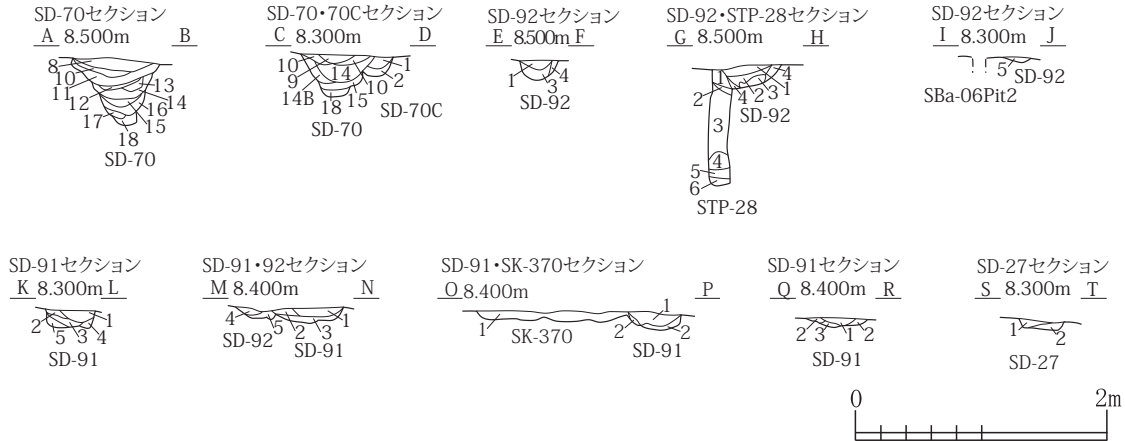 SD-70セクション
A 8.500m B
8
10
11
12
13
14
16
15
17
18
SD-70
SD-70・70Cセクション
C 8.300m D
10
9
14
14B
18
15
10
2
1
SD-70
SD-70C
SD-92セクション
E 8.500m F
1
4
3
SD-92
SD-92・STP-28セクション
G 8.500m H
1
2
4
2
3
1
4
SD-92
3
4
5
6
STP-28
SD-92セクション
I 8.300m J
5
SD-92
SBa-06Pit2
SD-91セクション
K 8.300m L
2
1
5
3
4
SD-91
SD-91・92セクション
M 8.400m N
4
5
2
3
1
SD-92
SD-91
SD-91・SK-370セクション
O 8.400m P
1
1
2
2
SK-370
SD-91
SD-91セクション
Q 8.400m R
2 3 1 2
SD-91
SD-27セクション
S 8.300m T
1
2
SD-27
0 2m